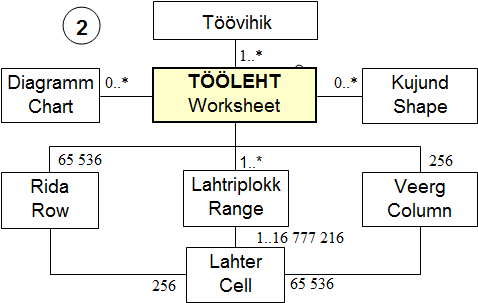 2
Töövihik
1..*
Diagramm
Chart
0..*
TÖÖLEHT
Worksheet
0..*
Kujund
Shape
65 536
1..*
256
Rida
Row
Lahtriplokk
Range
Veerg
Column
1..16 777 216
256
Lahter
Cell
65 536